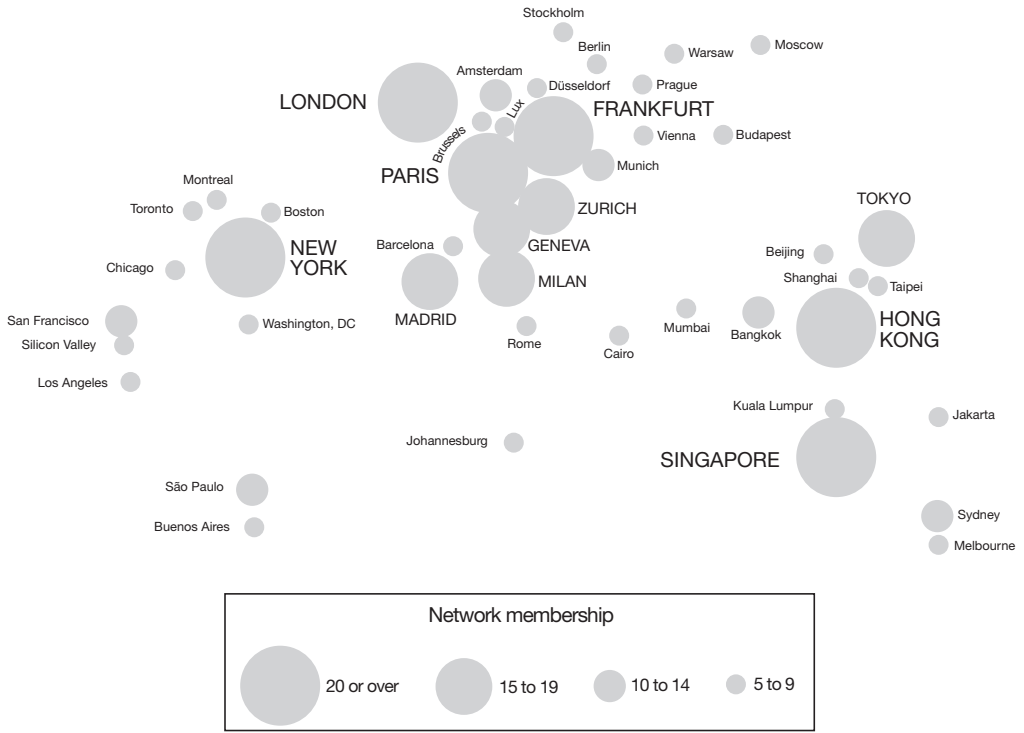 Stockholm
Berlin
Warsaw
Moscow
Amsterdam
Düsseldorf
Prague
LONDON
Lux
FRANKFURT
Brussels
Vienna
Budapest
PARIS
Munich
Montreal
Toronto
Boston
ZURICH
TOKYO
NEW
YORK
Barcelona
GENEVA
Beijing
Chicago
MILAN
Shanghai
Taipei
San Francisco
Washington, DC
MADRID
Mumbai
Bangkok
HONG
KONG
Silicon Valley
Rome
Cairo
Los Angeles
Kuala Lumpur
Jakarta
Johannesburg
SINGAPORE
São Paulo
Sydney
Buenos Aires
Melbourne
Network membership
20 or over
15 to 19
10 to 14
5 to 9